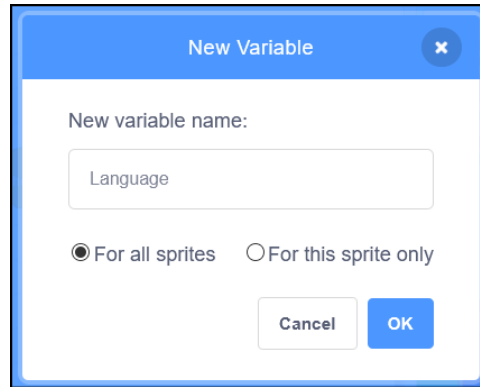 New Variable
New variable name:
Language
For all sprites For this sprite only
Cancel OK